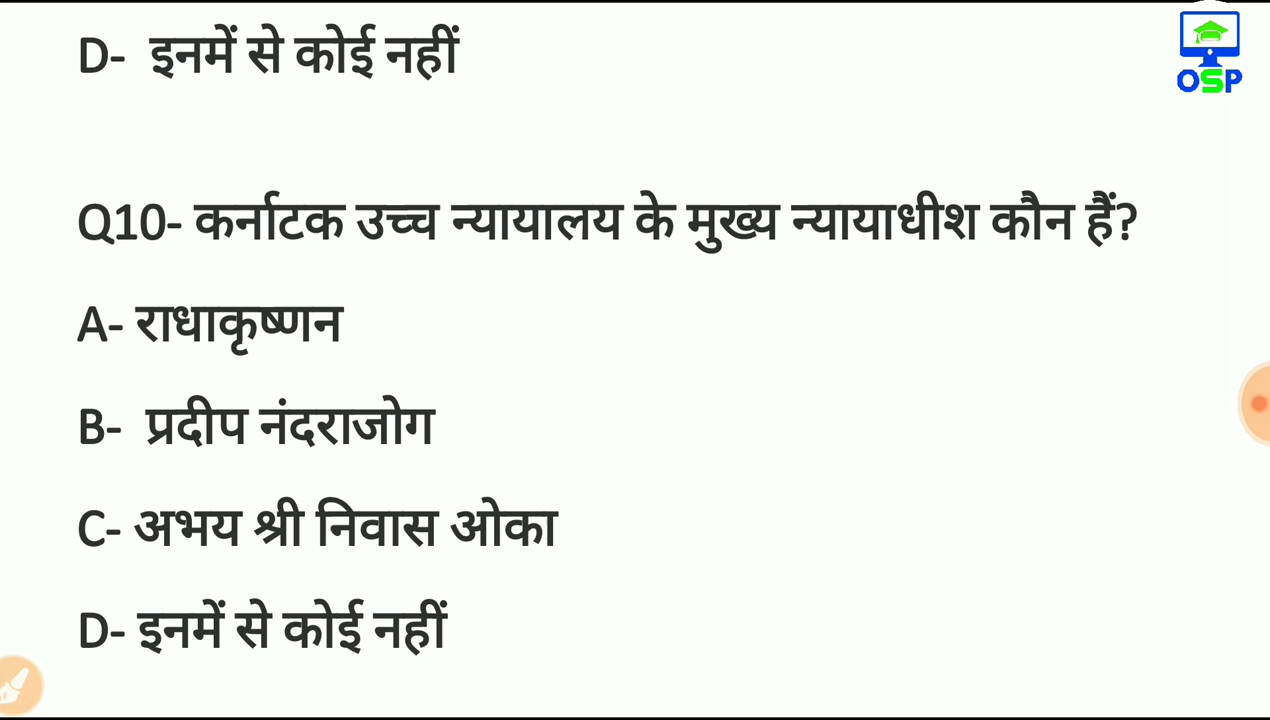 D- इनमें से कोई नहीं
OSP
Q10- कर्नाटक उच्च न्यायालय के मुख्य न्यायाधीश कौन हैं?
A- राधाकृष्णन
B- प्रदीप नंदराजोग
C- अभय श्री निवास ओका
D- इनमें से कोई नहीं